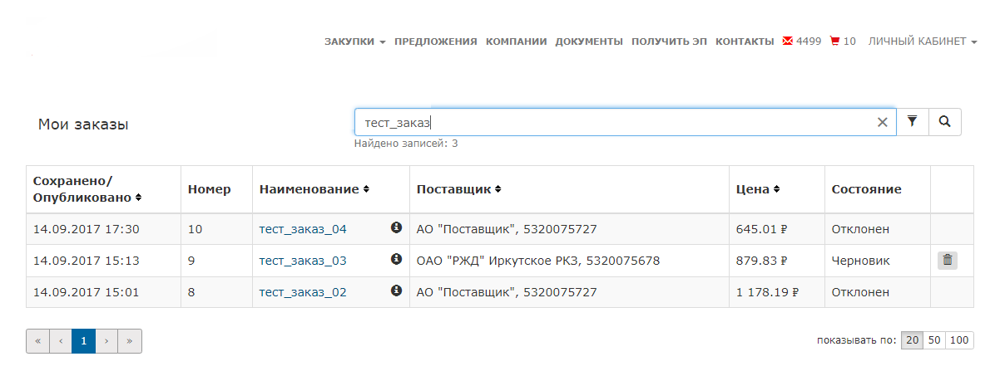 ЗАКУПКИ ПРЕДЛОЖЕНИЯ КОМПАНИИ ДОКУМЕНТЫ ПОЛУЧИТЬ ЭП КОНТАКТЫ 4499 10 ЛИЧНЫЙ КАБИНЕТ
Мои заказы
тест_заказ
Найдено записей: 3
Сохранено/
Опубликовано Номер Наименование Поставщик Цена Состояние
14.09.2017 17:30 10 тест_заказ_04 АО "Поставщик", 5320075727 645.01 ₽ Отклонен
14.09.2017 15:13 9 тест_заказ_03 ОАО "РЖД" Иркутское РКЗ, 5320075678 879.83 ₽ Черновик
14.09.2017 15:01 8 тест_заказ_02 АО "Поставщик", 5320075727 1 178.19 ₽ Отклонен
« ‹ 1 › » показывать по: 20 50 100